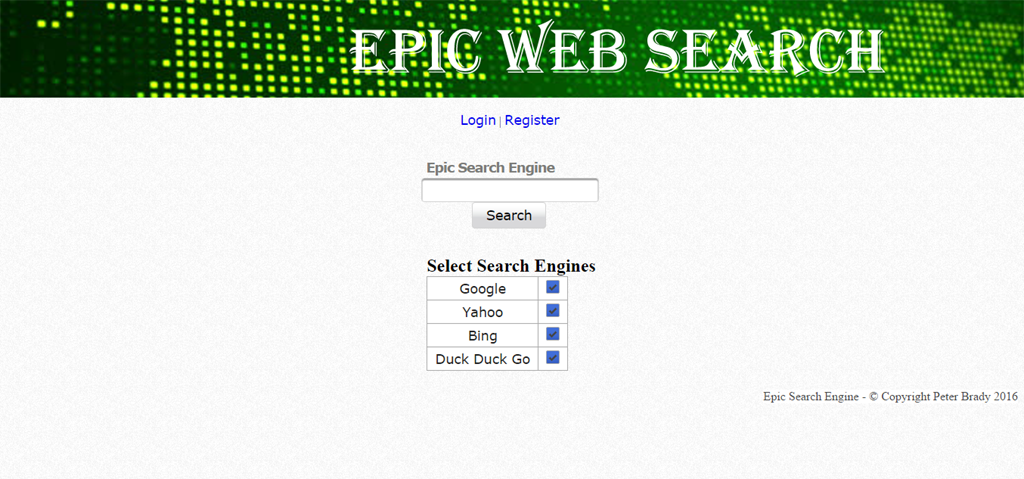 EPIC WEB SEARCH
Login | Register
Epic Search Engine
Search
Select Search Engines
Google
Yahoo
Bing
Duck Duck Go
Epic Search Engine - © Copyright Peter Brady 2016